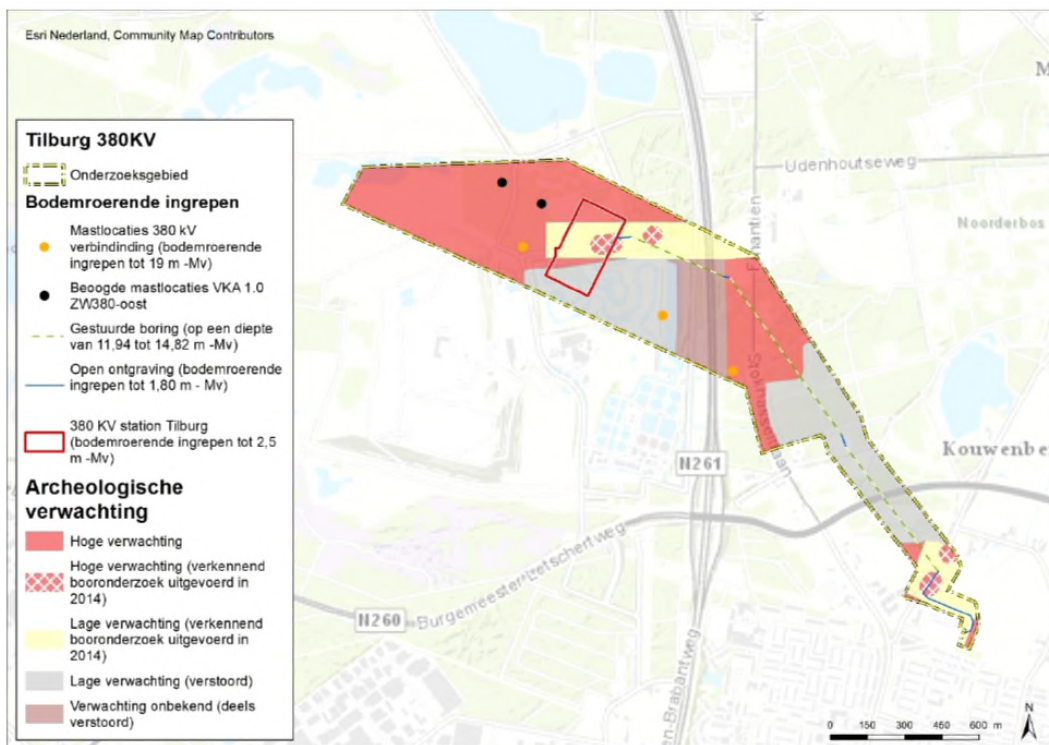 Esri Nederland, Community Map Contributors
Tilburg 380KV
Onderzoeksgebied
Bodemroerende ingrepen
Mastlocaties 380 kV
verbindinding (bodemroerende
ingrepen tot 19 m -Mv)
Beoogde mastlocaties VKA 1.0
ZW380-oost
Gestuurde boring (op een diepte
van 11,94 tot 14,82 m -Mv)
Open ontgraving (bodemroerende
ingrepen tot 1,80 m - Mv)
380 KV station Tilburg
(bodemroerende ingrepen tot 2,5
m -Mv)
Archeologische
verwachting
Hoge verwachting
Hoge verwachting (verkennend
booronderzoek uitgevoerd in
2014)
Lage verwachting (verkennend
booronderzoek uitgevoerd in
2014)
Lage verwachting (verstoord)
Verwachting onbekend (deels
verstoord)
Udenhoutseweg
Noorderbos
Kouwenbe
N261
N260
Burgemeester Letschertweg
en-Brabantweg
0 150 300 450 600 m
N